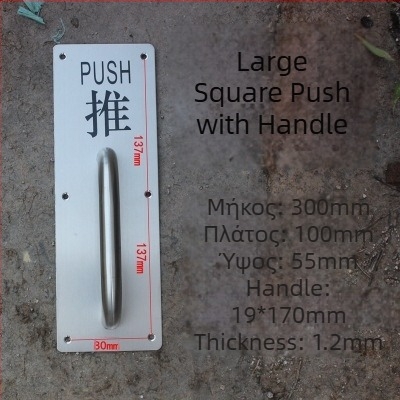 PUSH
推
137mm
137mm
80mm
Large
Square Push
with Handle
Μήκος: 300mm
Πλάτος: 100mm
Ύψος: 55mm
Handle:
19*170mm
Thickness: 1.2mm